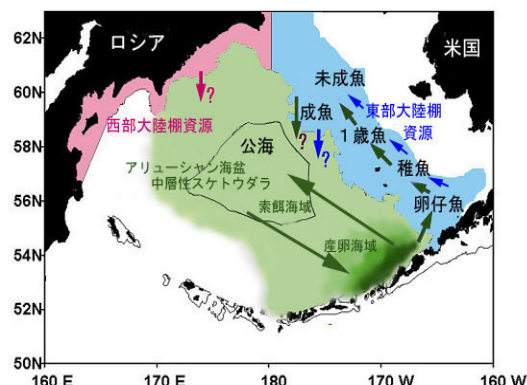 62N
60N
58N
56N
54N
52N
50N
ロシア
米国
未成魚
成魚
?
?
?
東部大陸棚
資源
西部大陸棚資源
1歳魚
公海
稚魚
アリューシャン海盆
中層性スケトウダラ
卵仔魚
索餌海域
産卵海域
160 E
170 E
180
170 W
160 W